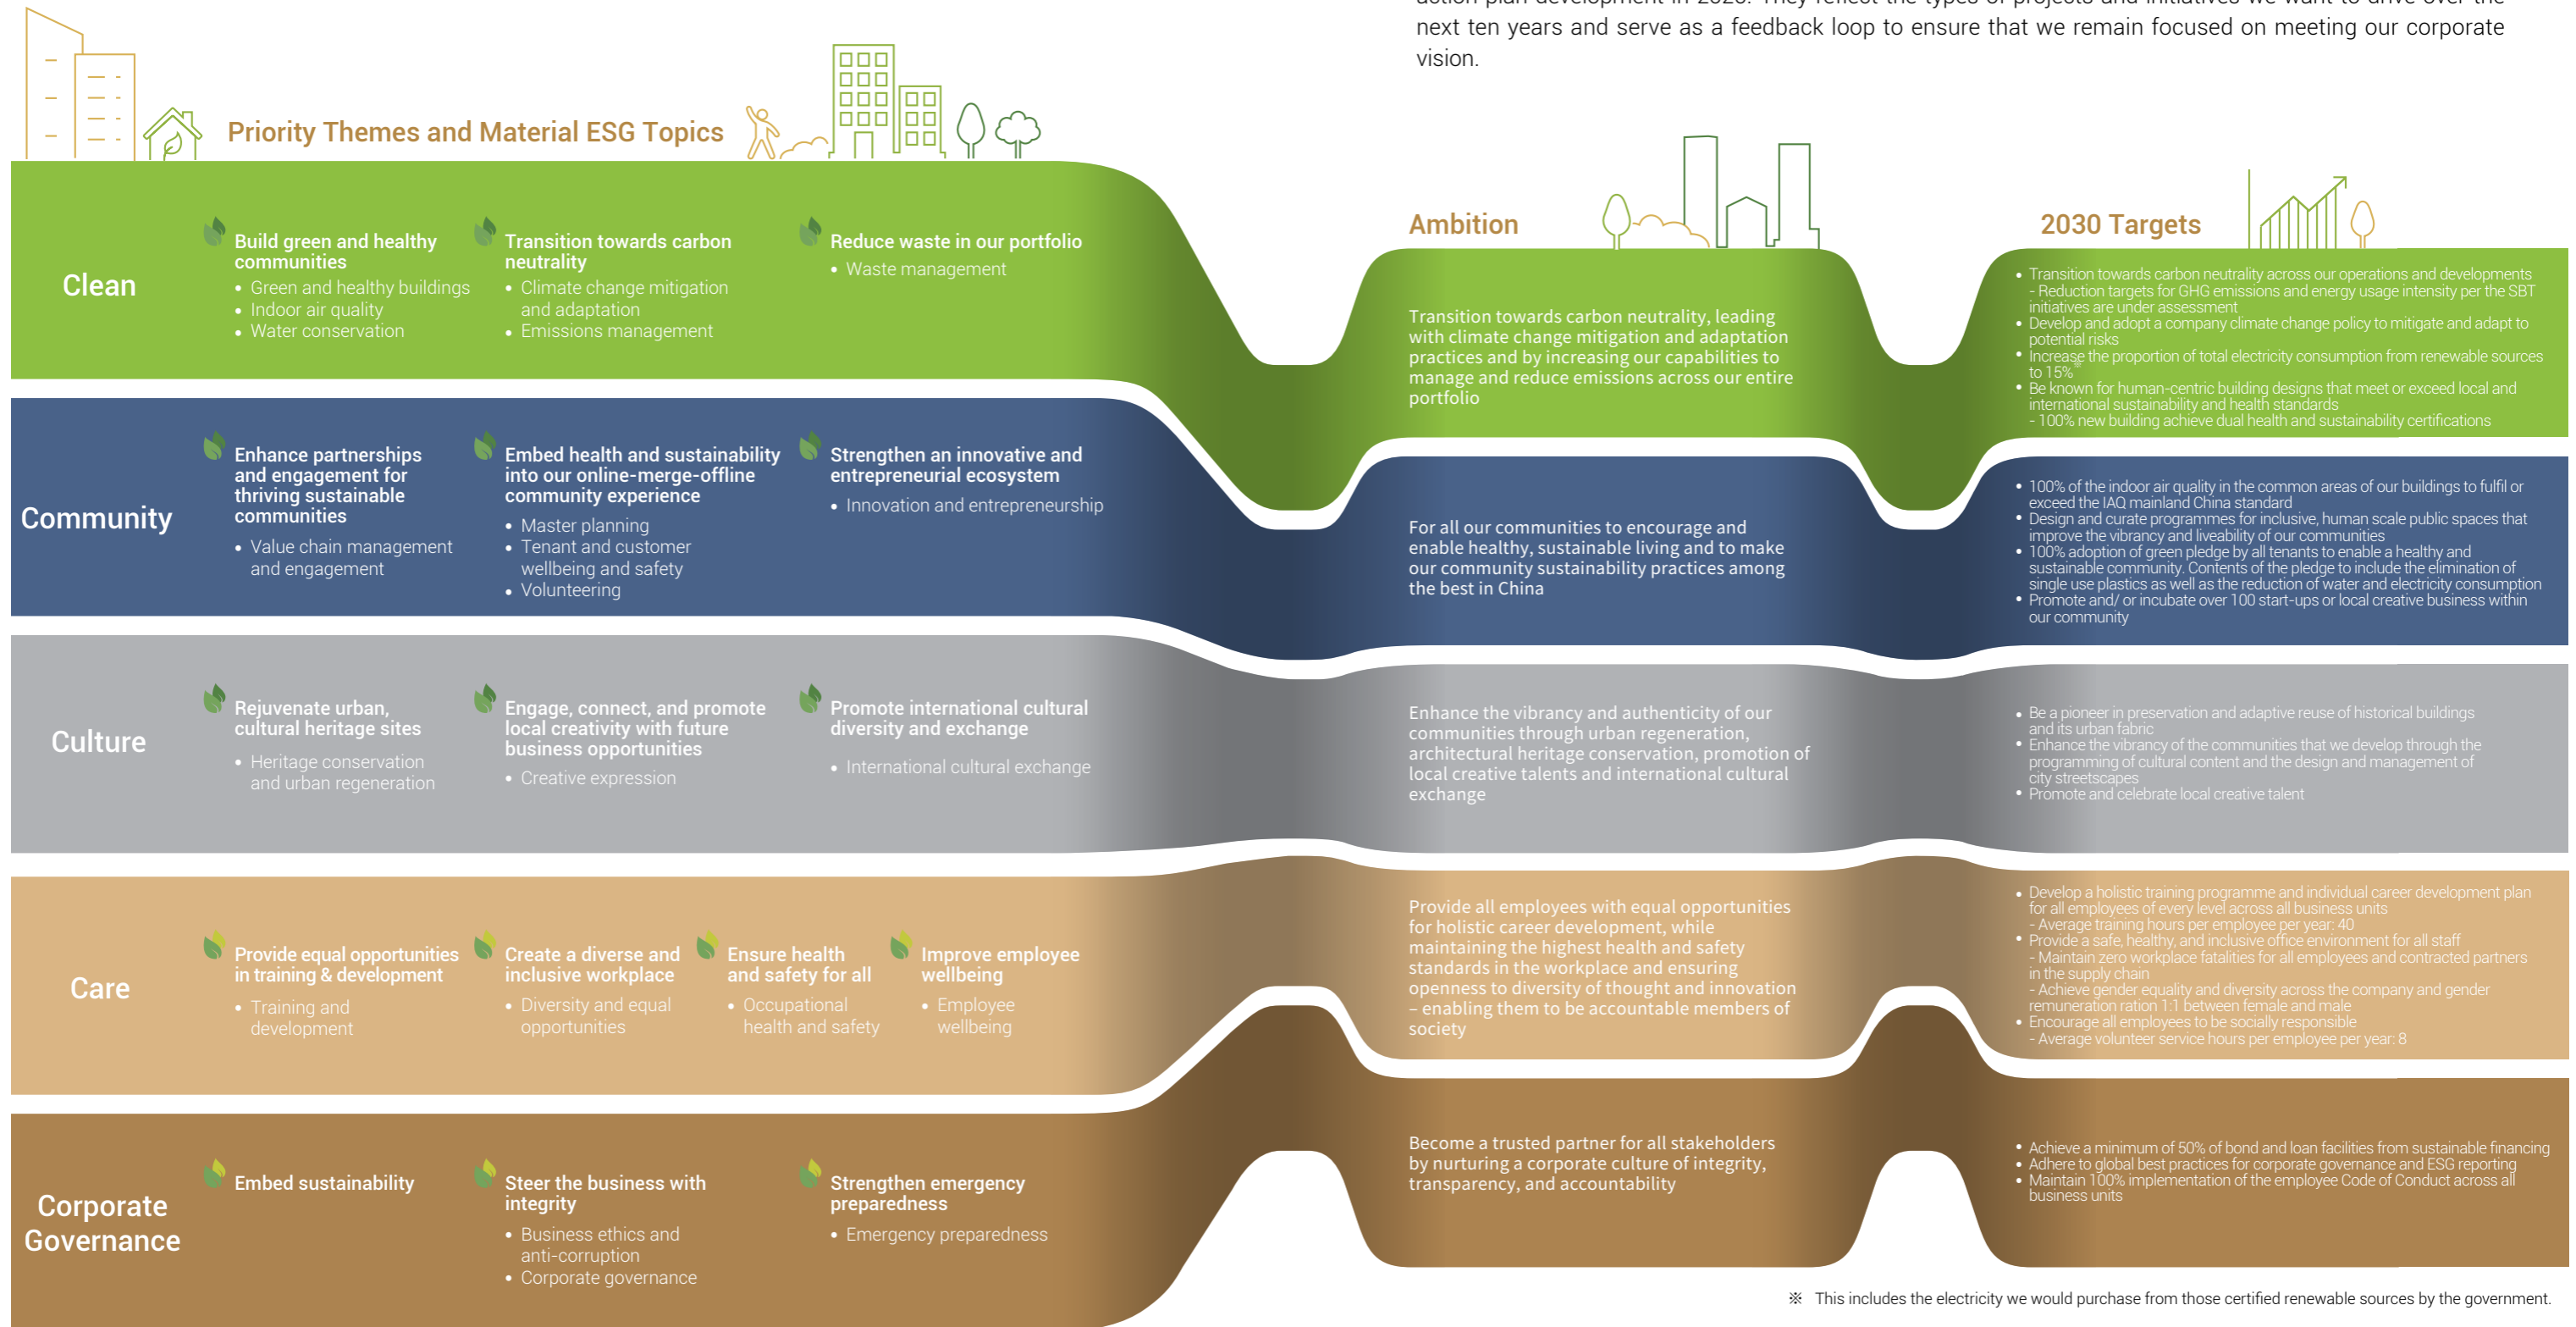 next ten years and serve as a feedback loop to ensure that we remain focused on meeting our corporate
vision.
Priority Themes and Material ESG Topics
Ambition
2030 Targets
Clean
Build green and healthy
communities
• Green and healthy buildings
• Indoor air quality
• Water conservation
Transition towards carbon
neutrality
• Climate change mitigation
and adaptation
• Emissions management
Reduce waste in our portfolio
• Waste management
Transition towards carbon neutrality, leading
with climate change mitigation and adaptation
practices and by increasing our capabilities to
manage and reduce emissions across our entire
portfolio
• Transition towards carbon neutrality across our operations and developments
- Reduction targets for GHG emissions and energy usage intensity per the SBT
initiatives are under assessment
• Develop and adopt a company climate change policy to mitigate and adapt to
potential risks
• Increase the proportion of total electricity consumption from renewable sources
to 15%※
• Be known for human-centric building designs that meet or exceed local and
international sustainability and health standards
- 100% new building achieve dual health and sustainability certifications
Community
Enhance partnerships
and engagement for
thriving sustainable
communities
• Value chain management
and engagement
Embed health and sustainability
into our online-merge-offline
community experience
• Master planning
• Tenant and customer
wellbeing and safety
• Volunteering
Strengthen an innovative and
entrepreneurial ecosystem
• Innovation and entrepreneurship
For all our communities to encourage and
enable healthy, sustainable living and to make
our community sustainability practices among
the best in China
• 100% of the indoor air quality in the common areas of our buildings to fulfil or
exceed the IAQ mainland China standard
• Design and curate programmes for inclusive, human scale public spaces that
improve the vibrancy and liveability of our communities
• 100% adoption of green pledge by all tenants to enable a healthy and
sustainable community. Contents of the pledge to include the elimination of
single use plastics as well as the reduction of water and electricity consumption
• Promote and/ or incubate over 100 start-ups or local creative business within
our community
Culture
Rejuvenate urban,
cultural heritage sites
• Heritage conservation
and urban regeneration
Engage, connect, and promote
local creativity with future
business opportunities
• Creative expression
Promote international cultural
diversity and exchange
• International cultural exchange
Enhance the vibrancy and authenticity of our
communities through urban regeneration,
architectural heritage conservation, promotion of
local creative talents and international cultural
exchange
• Be a pioneer in preservation and adaptive reuse of historical buildings
and its urban fabric
• Enhance the vibrancy of the communities that we develop through the
programming of cultural content and the design and management of
city streetscapes
• Promote and celebrate local creative talent
Care
Provide equal opportunities
in training & development
• Training and
development
Create a diverse and
inclusive workplace
• Diversity and equal
opportunities
Ensure health
and safety for all
• Occupational
health and safety
Improve employee
wellbeing
• Employee
wellbeing
Provide all employees with equal opportunities
for holistic career development, while
maintaining the highest health and safety
standards in the workplace and ensuring
openness to diversity of thought and innovation
– enabling them to be accountable members of
society
• Develop a holistic training programme and individual career development plan
for all employees of every level across all business units
- Average training hours per employee per year: 40
• Provide a safe, healthy, and inclusive office environment for all staff
- Maintain zero workplace fatalities for all employees and contracted partners
in the supply chain
- Achieve gender equality and diversity across the company and gender
remuneration ration 1:1 between female and male
• Encourage all employees to be socially responsible
- Average volunteer service hours per employee per year: 8
Corporate
Governance
Embed sustainability
Steer the business with
integrity
• Business ethics and
anti-corruption
• Corporate governance
Strengthen emergency
preparedness
• Emergency preparedness
Become a trusted partner for all stakeholders
by nurturing a corporate culture of integrity,
transparency, and accountability
• Achieve a minimum of 50% of bond and loan facilities from sustainable financing
• Adhere to global best practices for corporate governance and ESG reporting
• Maintain 100% implementation of the employee Code of Conduct across all
business units
※ This includes the electricity we would purchase from those certified renewable sources by the government.